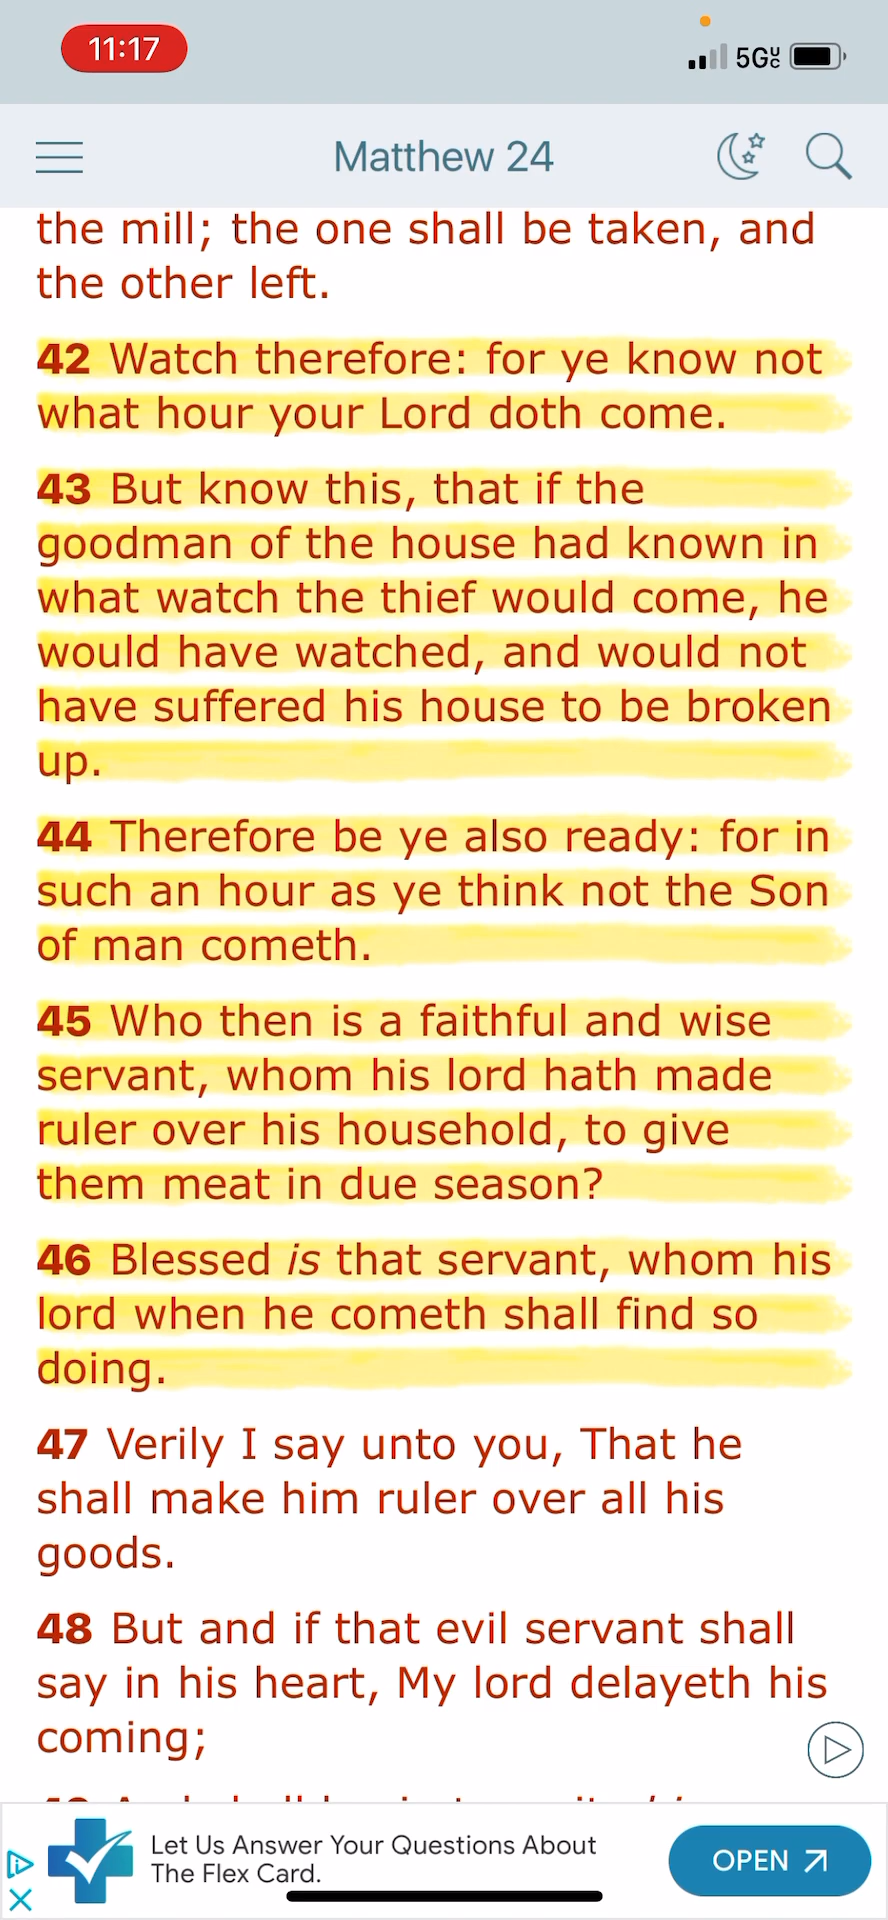 11:17
5G UC
Matthew 24
the mill; the one shall be taken, and
the other left.
42 Watch therefore: for ye know not
what hour your Lord doth come.
43 But know this, that if the
goodman of the house had known in
what watch the thief would come, he
would have watched, and would not
have suffered his house to be broken
up.
44 Therefore be ye also ready: for in
such an hour as ye think not the Son
of man cometh.
45 Who then is a faithful and wise
servant, whom his lord hath made
ruler over his household, to give
them meat in due season?
46 Blessed is that servant, whom his
lord when he cometh shall find so
doing.
47 Verily I say unto you, That he
shall make him ruler over all his
goods.
48 But and if that evil servant shall
say in his heart, My lord delayeth his
coming;
Let Us Answer Your Questions About
The Flex Card.
OPEN